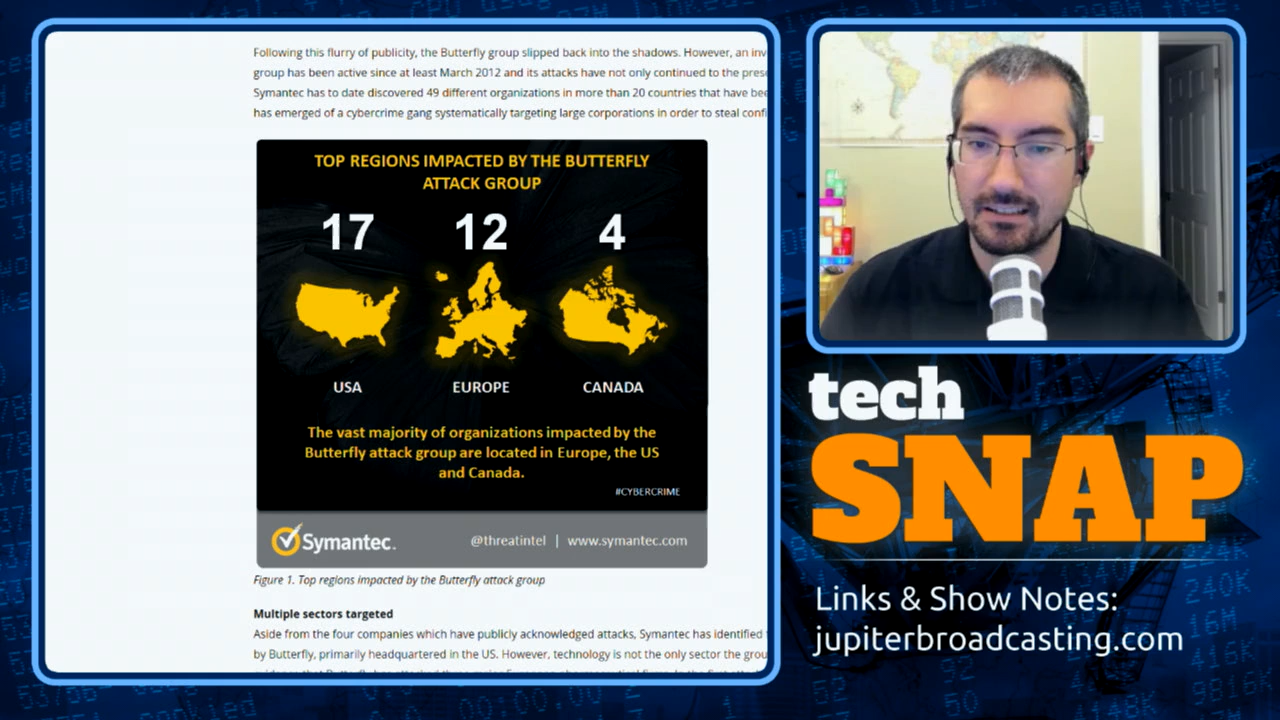 Following this flurry of publicity, the Butterfly group slipped back into the shadows. However, an
group has been active since at least March 2012 and its attacks have not only continued to the
Symantec has to date discovered 49 different organizations in more than 20 countries that have
has emerged of a cybercrime gang systematically targeting large corporations in order to steal
TOP REGIONS IMPACTED BY THE BUTTERFLY
ATTACK GROUP
17 12 4
USA EUROPE CANADA
The vast majority of organizations impacted by the
Butterfly attack group are located in Europe, the US
and Canada.
#CYBERCRIME
Symantec. @threatintel | www.symantec.com
Figure 1. Top regions impacted by the Butterfly attack group
Multiple sectors targeted
Aside from the four companies which have publicly acknowledged attacks, Symantec has identified
by Butterfly, primarily headquartered in the US. However, technology is not the only sector the
tech
SNAP
Links & Show Notes:
jupiterbroadcasting.com